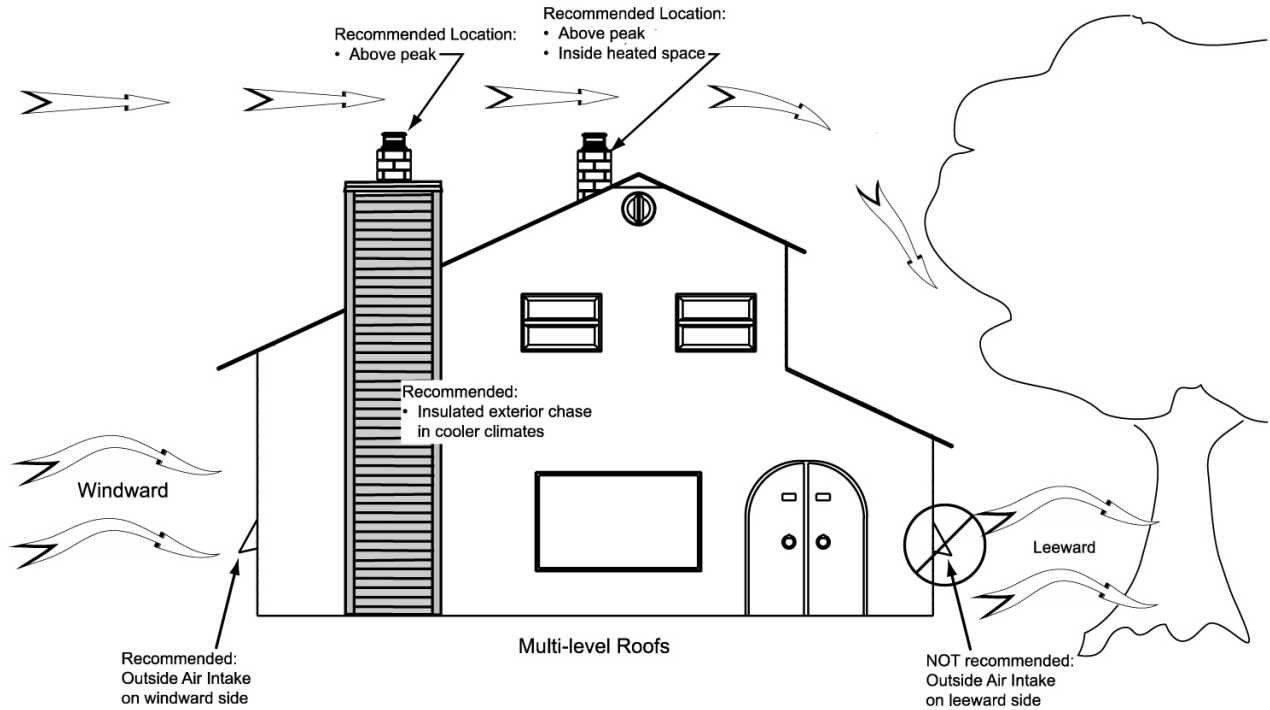 Recommended Location:
• Above peak
Recommended Location:
• Above peak
• Inside heated space
Recommended:
• Insulated exterior chase
in cooler climates
Windward
Leeward
Multi-level Roofs
Recommended:
Outside Air Intake
on windward side
NOT recommended:
Outside Air Intake
on leeward side